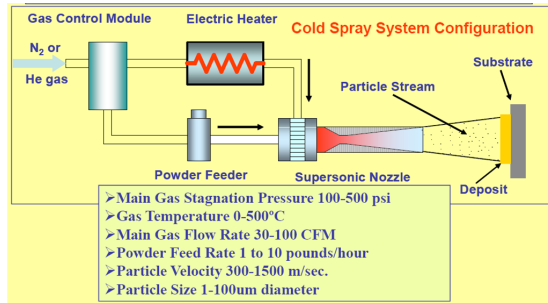 Gas Control Module
Electric Heater
Cold Spray System Configuration
N₂ or
He gas
Substrate
Particle Stream
Powder Feeder
Supersonic Nozzle
Deposit
➢Main Gas Stagnation Pressure 100-500 psi
➢Gas Temperature 0-500ºC
➢Main Gas Flow Rate 30-100 CFM
➢Powder Feed Rate 1 to 10 pounds/hour
➢Particle Velocity 300-1500 m/sec.
➢Particle Size 1-100um diameter